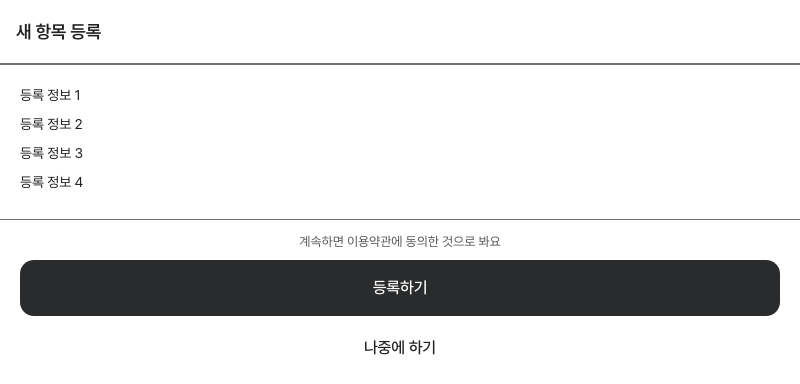 새 항목 등록
등록 정보 1
등록 정보 2
등록 정보 3
등록 정보 4
계속하면 이용약관에 동의한 것으로 봐요
등록하기
나중에 하기